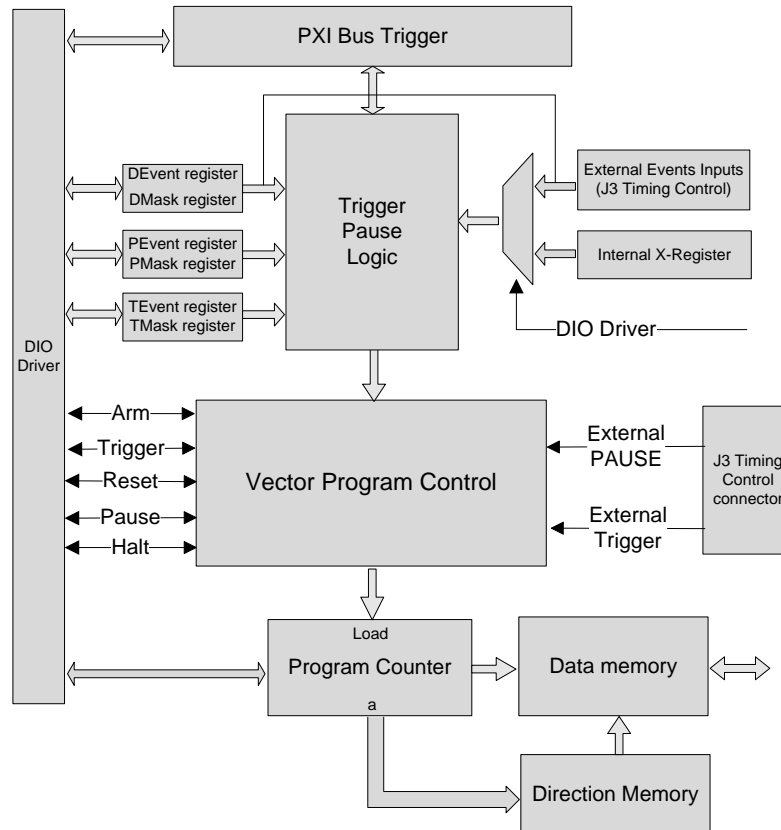 PXI Bus Trigger
DEvent register
DMask register
PEvent register
PMask register
TEvent register
TMask register
Trigger
Pause
Logic
External Events Inputs
(J3 Timing Control)
Internal X-Register
DIO Driver
DIO
Driver
Arm
Trigger
Reset
Pause
Halt
Vector Program Control
External
PAUSE
External
Trigger
J3 Timing
Control
connector
Load
Program Counter
a
Data memory
Direction Memory